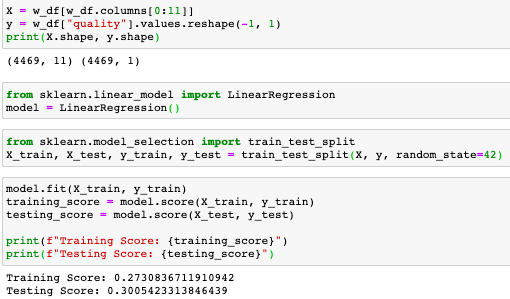 X = w_df[w_df.columns[0:11]]
y = w_df["quality"].values.reshape(-1, 1)
print(X.shape, y.shape)
(4469, 11) (4469, 1)
from sklearn.linear_model import LinearRegression
model = LinearRegression()
from sklearn.model_selection import train_test_split
X_train, X_test, y_train, y_test = train_test_split(X, y, random_state=42)
model.fit(X_train, y_train)
training_score = model.score(X_train, y_train)
testing_score = model.score(X_test, y_test)
print(f"Training Score: {training_score}")
print(f"Testing Score: {testing_score}")
Training Score: 0.2730836711910942
Testing Score: 0.3005423313846439